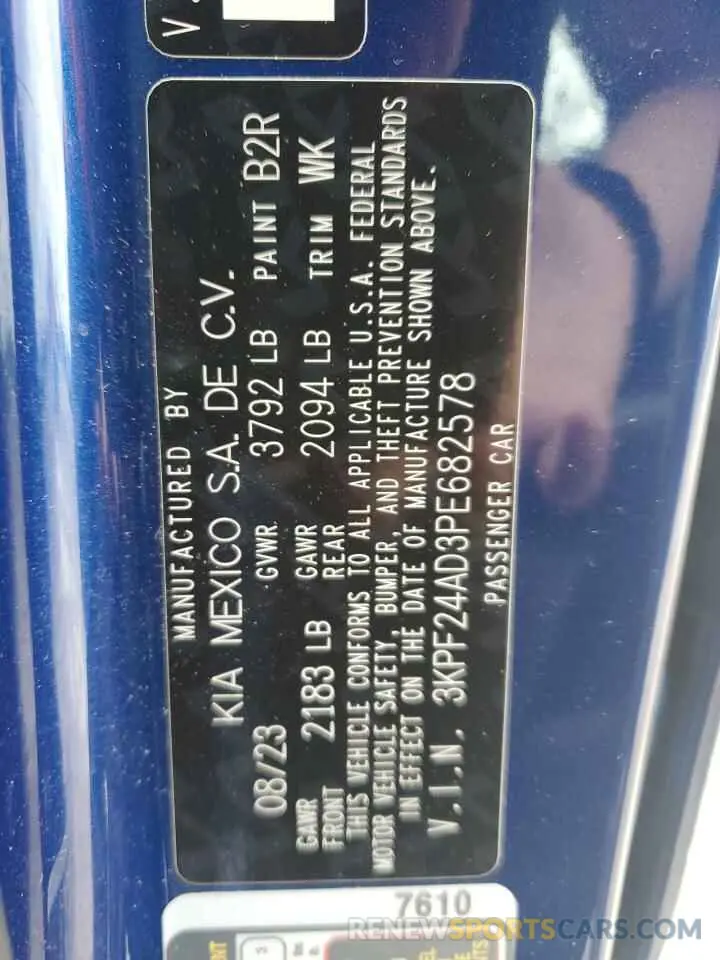 V.
MANUFACTURED BY
KIA MEXICO S.A. DE C.V.
08/23 GVWR 3792 LB PAINT B2R
GAWR FRONT 2183 LB GAWR REAR 2094 LB TRIM WK
THIS VEHICLE CONFORMS TO ALL APPLICABLE U.S.A. FEDERAL
MOTOR VEHICLE SAFETY, BUMPER, AND THEFT PREVENTION STANDARDS
IN EFFECT ON THE DATE OF MANUFACTURE SHOWN ABOVE.
V.I.N. 3KPF24AD3PE682578
PASSENGER CAR
7610
RENEWSPORTSCARS.COM